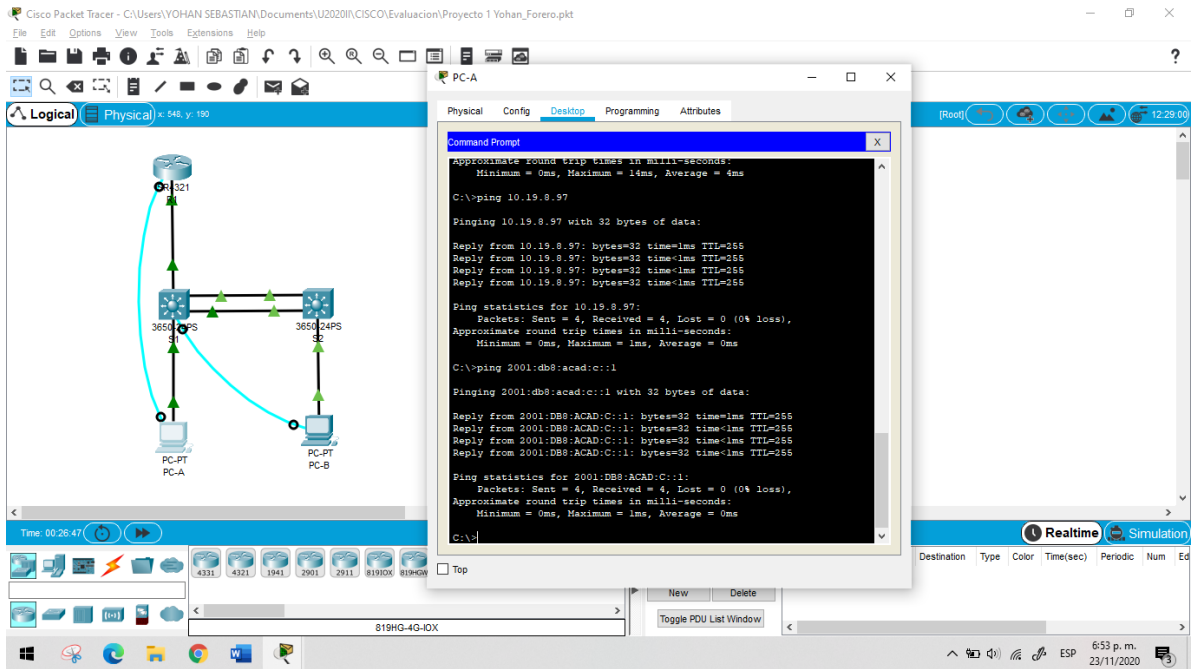 Cisco Packet Tracer - C:\Users\YOHAN SEBASTIAN\Documents\U2020II\CISCO\Evaluacion\Proyecto 1 Yohan_Forero.pkt
File Edit Options View Tools Extensions Help
?
Logical Physical x: 548, y: 190
[Root] 12:29:00
PC-A
Physical Config Desktop Programming Attributes
Command Prompt X
Approximate round trip times in milli-seconds:
Minimum = 0ms, Maximum = 14ms, Average = 4ms
C:\>ping 10.19.8.97
Pinging 10.19.8.97 with 32 bytes of data:
Reply from 10.19.8.97: bytes=32 time=1ms TTL=255
Reply from 10.19.8.97: bytes=32 time<1ms TTL=255
Reply from 10.19.8.97: bytes=32 time<1ms TTL=255
Reply from 10.19.8.97: bytes=32 time<1ms TTL=255
Ping statistics for 10.19.8.97:
Packets: Sent = 4, Received = 4, Lost = 0 (0% loss),
Approximate round trip times in milli-seconds:
Minimum = 0ms, Maximum = 1ms, Average = 0ms
C:\>ping 2001:db8:acad:c::1
Pinging 2001:db8:acad:c::1 with 32 bytes of data:
Reply from 2001:DB8:ACAD:C::1: bytes=32 time=1ms TTL=255
Reply from 2001:DB8:ACAD:C::1: bytes=32 time<1ms TTL=255
Reply from 2001:DB8:ACAD:C::1: bytes=32 time<1ms TTL=255
Reply from 2001:DB8:ACAD:C::1: bytes=32 time<1ms TTL=255
Ping statistics for 2001:DB8:ACAD:C::1:
Packets: Sent = 4, Received = 4, Lost = 0 (0% loss),
Approximate round trip times in milli-seconds:
Minimum = 0ms, Maximum = 1ms, Average = 0ms
C:\>
Top
3650-24PS
S2
PC-PT
PC-A
PC-PT
PC-B
Time: 00:26:47
Realtime Simulation
4331 4321 1941 2901 2911 819IOX 819HGW
Destination Type Color Time(sec) Periodic Num Ed
New Delete
Toggle PDU List Window
819HG-4G-IOX
ESP
6:53 p. m.
23/11/2020
3